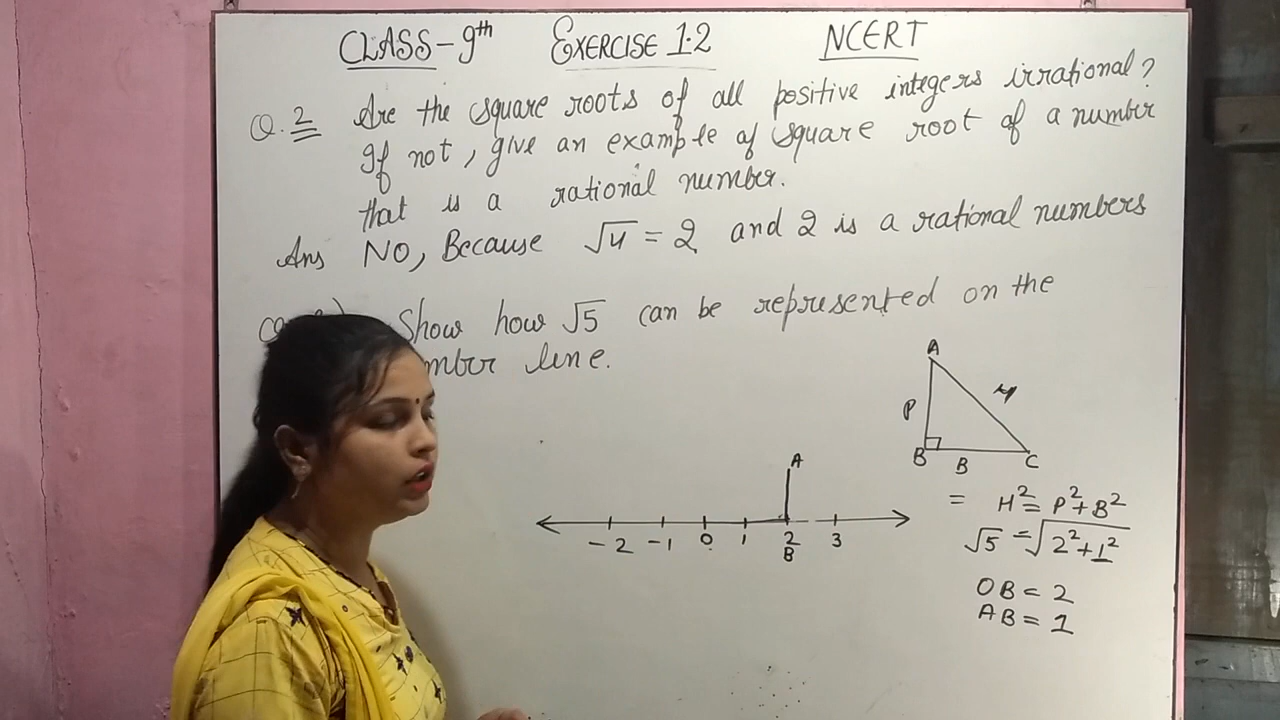 CLASS-9th EXERCISE 1.2 NCERT
Q.2 Are the square roots of all positive integers irrational?
If not, give an example of square root of a number
that is a rational number.
Ans NO, Because √4 = 2 and 2 is a rational numbers
Show how √5 can be represented on the
line.
A
P H
B B C
A
-2 -1 0 1 2 3
B
= H² = P² + B²
√5 = √2² + 1²
OB = 2
AB = 1